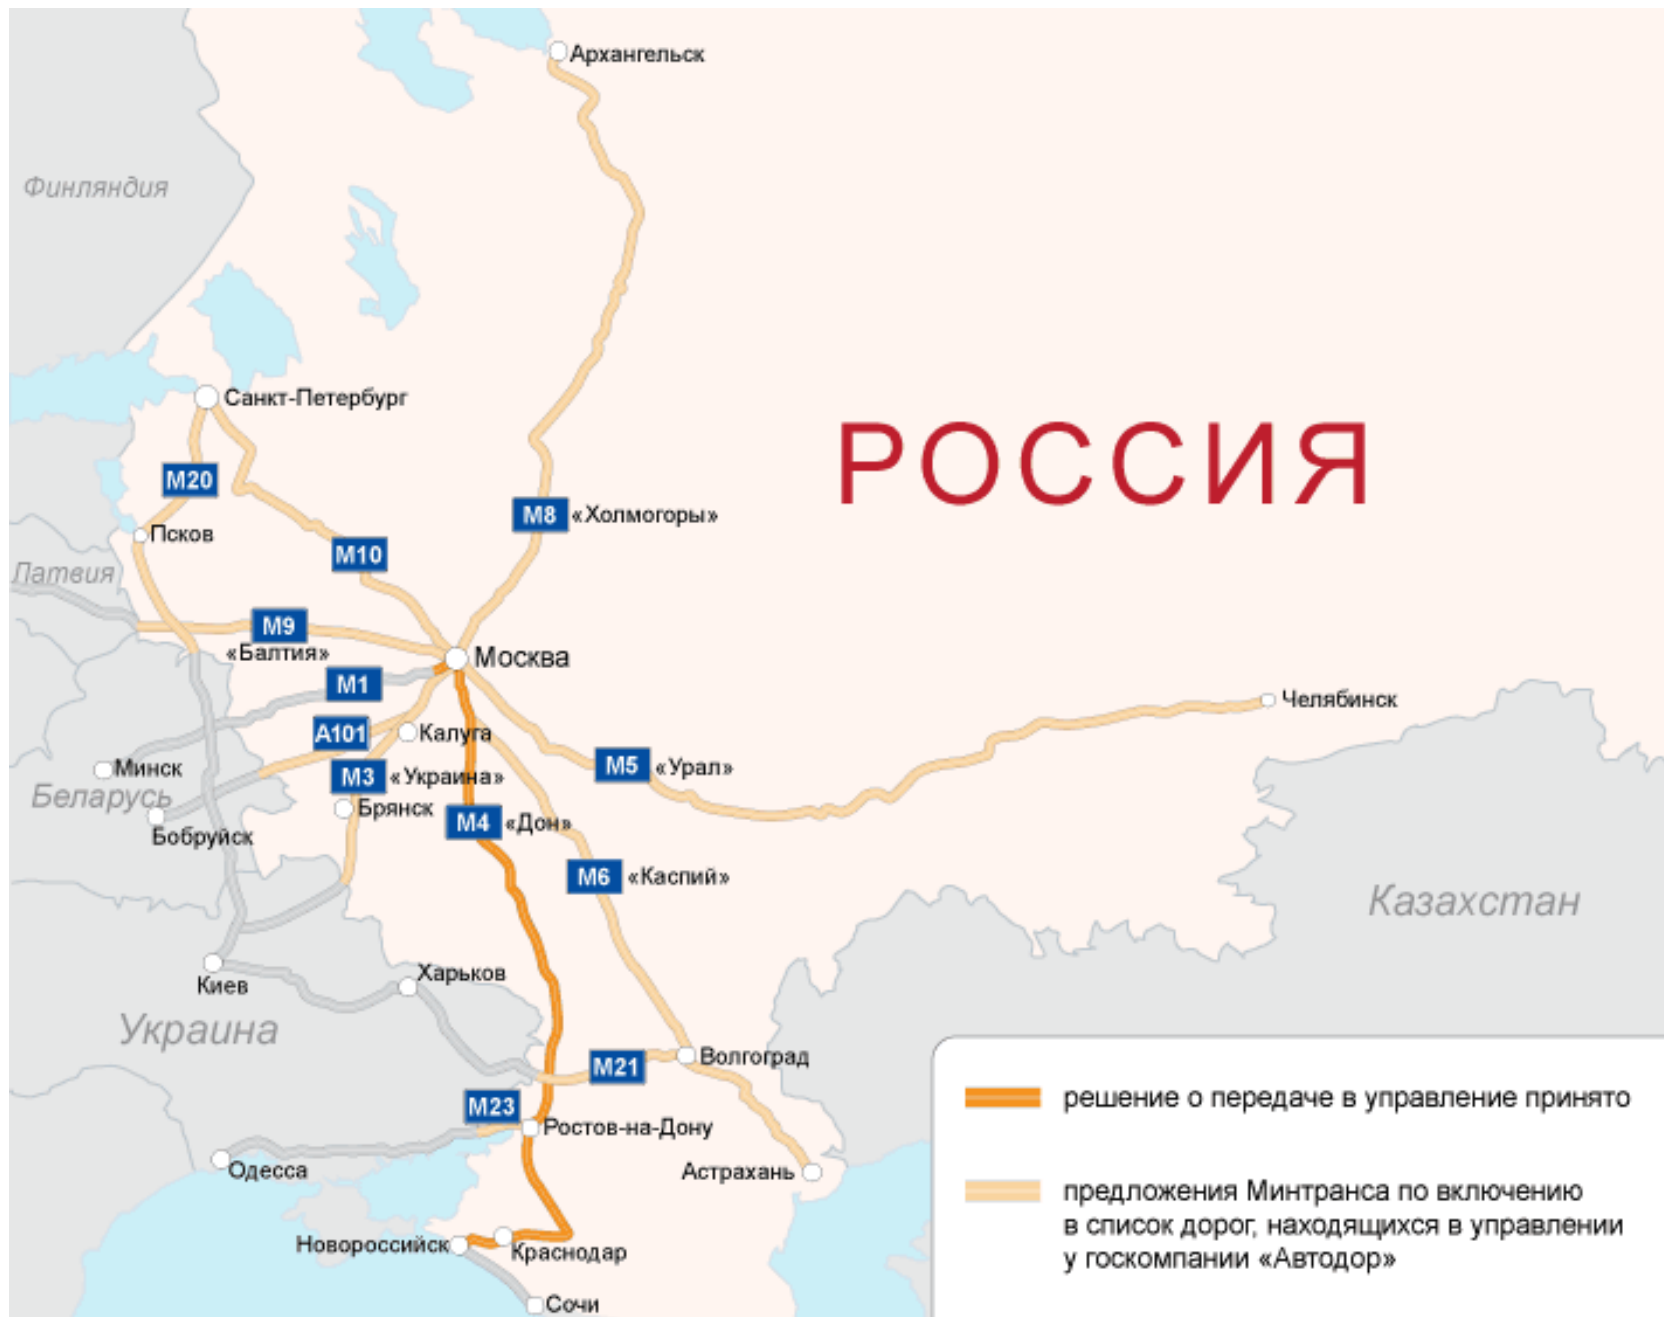 Архангельск
Финляндия
Санкт-Петербург
М20
РОССИЯ
М8 «Холмогоры»
Псков
М10
Латвия
М9
«Балтия»
Москва
М1
Челябинск
А101
Калуга
М5 «Урал»
Минск
М3 «Украина»
Беларусь
Брянск
М4 «Дон»
Бобруйск
М6 «Каспий»
Казахстан
Харьков
Киев
Украина
Волгоград
М21
М23
Ростов-на-Дону
Одесса
Астрахань
Новороссийск
Краснодар
Сочи
решение о передаче в управление принято
предложения Минтранса по включению
в список дорог, находящихся в управлении
у госкомпании «Автодор»